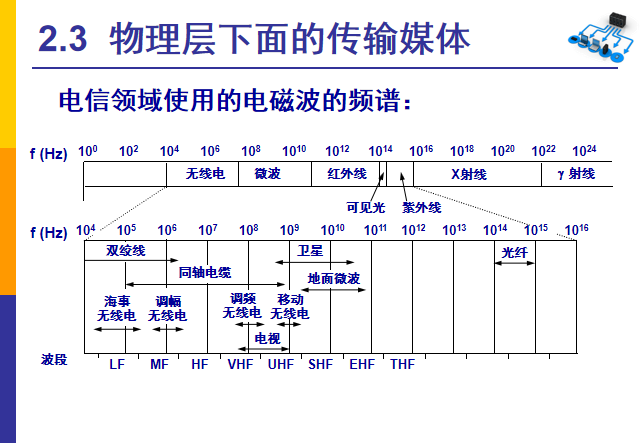 2.3 物理层下面的传输媒体
电信领域使用的电磁波的频谱：
f (Hz) 10⁰ 10² 10⁴ 10⁶ 10⁸ 10¹⁰ 10¹² 10¹⁴ 10¹⁶ 10¹⁸ 10²⁰ 10²² 10²⁴
无线电 微波 红外线 X射线 γ 射线
可见光 紫外线
f (Hz) 10⁴ 10⁵ 10⁶ 10⁷ 10⁸ 10⁹ 10¹⁰ 10¹¹ 10¹² 10¹³ 10¹⁴ 10¹⁵ 10¹⁶
双绞线 卫星 光纤
同轴电缆 地面微波
海事 调幅 调频 移动
无线电 无线电 无线电 无线电
电视
波段 LF MF HF VHF UHF SHF EHF THF